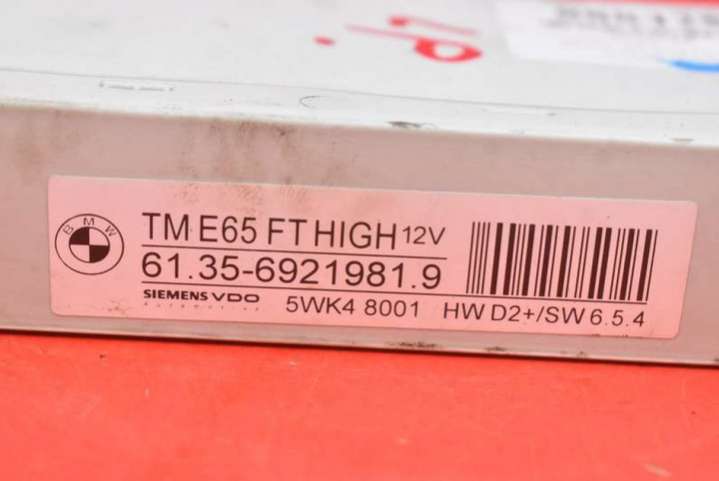 BMW
TM E65 FT HIGH 12V
61.35-6921981.9
SIEMENS VDO
5WK4 8001 HW D2+/SW 6.5.4